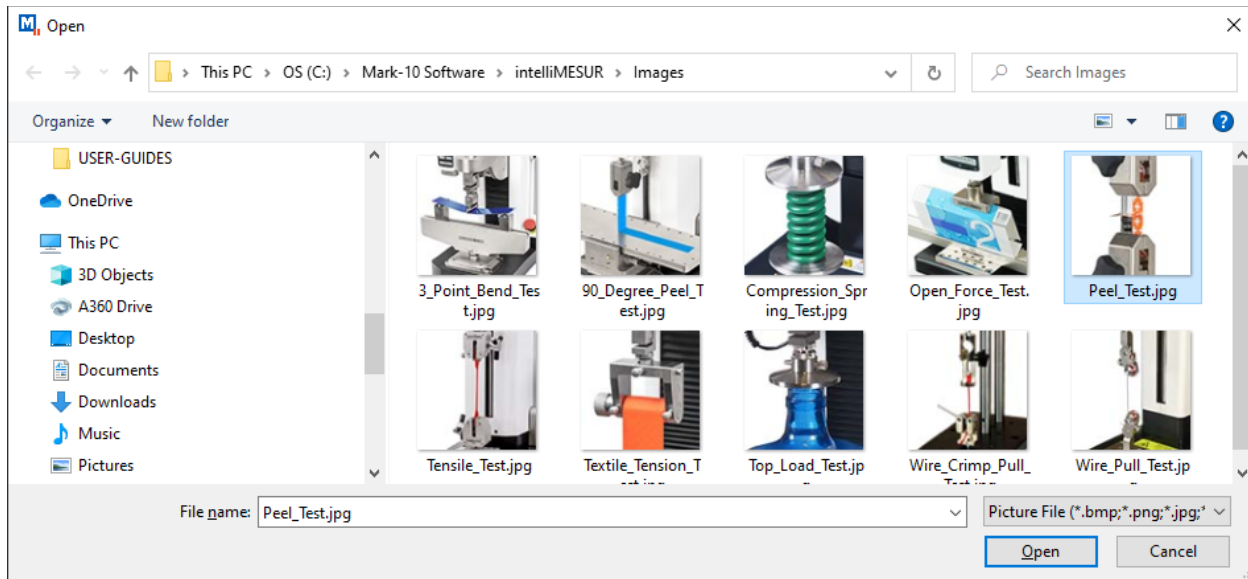 Open
This PC > OS (C:) > Mark-10 Software > intelliMESUR > Images
Search Images
Organize
New folder
USER-GUIDES
OneDrive
This PC
3D Objects
A360 Drive
Desktop
Documents
Downloads
Music
Pictures
3_Point_Bend_Tes
t.jpg
90_Degree_Peel_T
est.jpg
Compression_Spr
ing_Test.jpg
Open_Force_Test.
jpg
Peel_Test.jpg
Tensile_Test.jpg
Textile_Tension_T
Top_Load_Test.jp
Wire_Crimp_Pull_
Wire_Pull_Test.jp
File name:
Peel_Test.jpg
Picture File (*.bmp;*.png;*.jpg;*
Open
Cancel